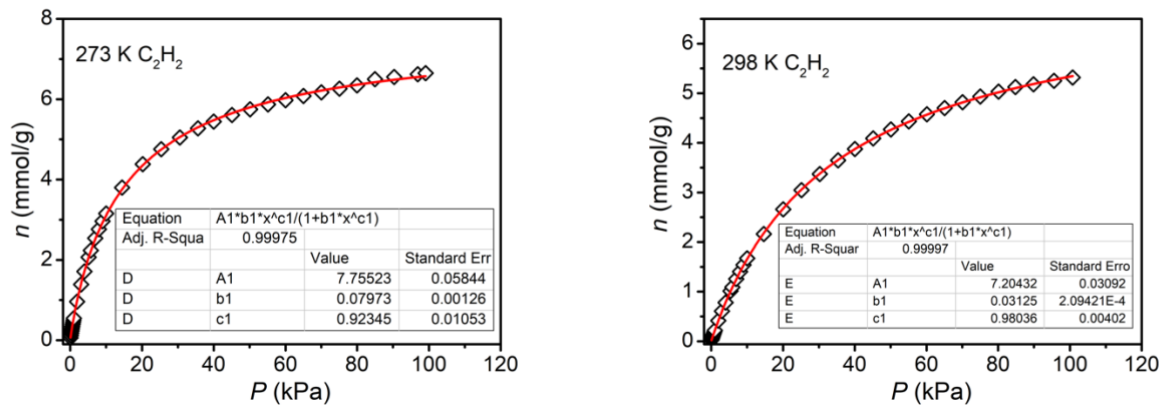 8
6
4
2
0
n (mmol/g)
273 K C₂H₂
Equation A1*b1*x^c1/(1+b1*x^c1)
Adj. R-Squa 0.99975
Value Standard Err
D A1 7.75523 0.05844
D b1 0.07973 0.00126
D c1 0.92345 0.01053
0 20 40 60 80 100 120
P (kPa)
6
5
4
3
2
1
0
n (mmol/g)
298 K C₂H₂
Equation A1*b1*x^c1/(1+b1*x^c1)
Adj. R-Squar 0.99997
Value Standard Erro
E A1 7.20432 0.03092
E b1 0.03125 2.09421E-4
E c1 0.98036 0.00402
0 20 40 60 80 100 120
P (kPa)